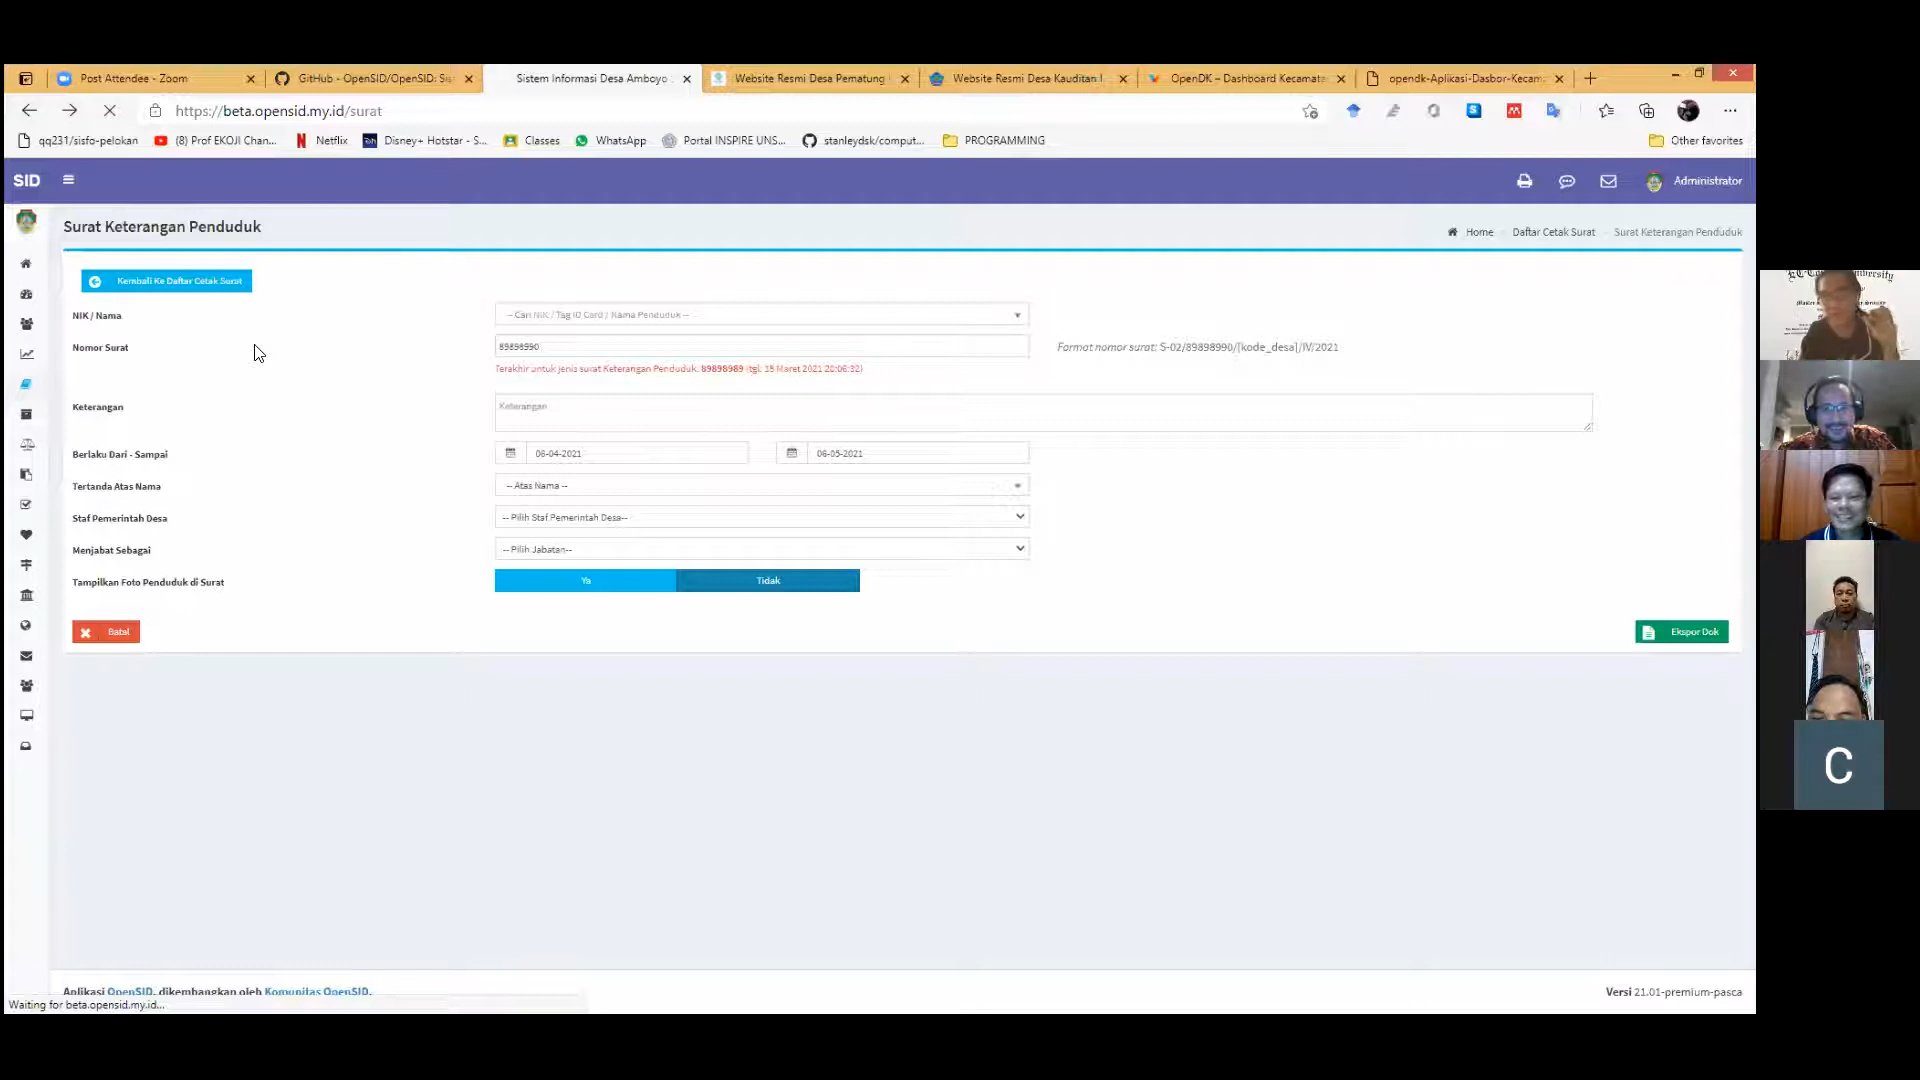 Post Attendee - Zoom
GitHub - OpenSID/OpenSID: Sis
Sistem Informasi Desa Amboyo
Website Resmi Desa Pematung
Website Resmi Desa Kauditan I
OpenDK – Dashboard Kecamata
opendk-Aplikasi-Dasbor-Kecam
https://beta.opensid.my.id/surat
qq231/sisfo-pelokan
(8) Prof EKOJI Chan...
Netflix
Disney+ Hotstar - S...
Classes
WhatsApp
Portal INSPIRE UNS...
stanleydsk/comput...
PROGRAMMING
Other favorites
SID
Administrator
Surat Keterangan Penduduk
Home
Daftar Cetak Surat
Surat Keterangan Penduduk
Kembali Ke Daftar Cetak Surat
NIK / Nama
-- Cari NIK / Tag ID Card / Nama Penduduk --
Nomor Surat
89898990
Format nomor surat: S-02/89898990/[kode_desa]/IV/2021
Terakhir untuk jenis surat Keterangan Penduduk: 89898989 (tgl: 18 Maret 2021 20:06:32)
Keterangan
Keterangan
Berlaku Dari - Sampai
06-04-2021
06-05-2021
Tertanda Atas Nama
-- Atas Nama --
Staf Pemerintah Desa
-- Pilih Staf Pemerintah Desa--
Menjabat Sebagai
-- Pilih Jabatan--
Tampilkan Foto Penduduk di Surat
Ya
Tidak
Batal
Ekspor Dok
Aplikasi OpenSID, dikembangkan oleh Komunitas OpenSID.
Versi 21.01-premium-pasca
Waiting for beta.opensid.my.id...
C